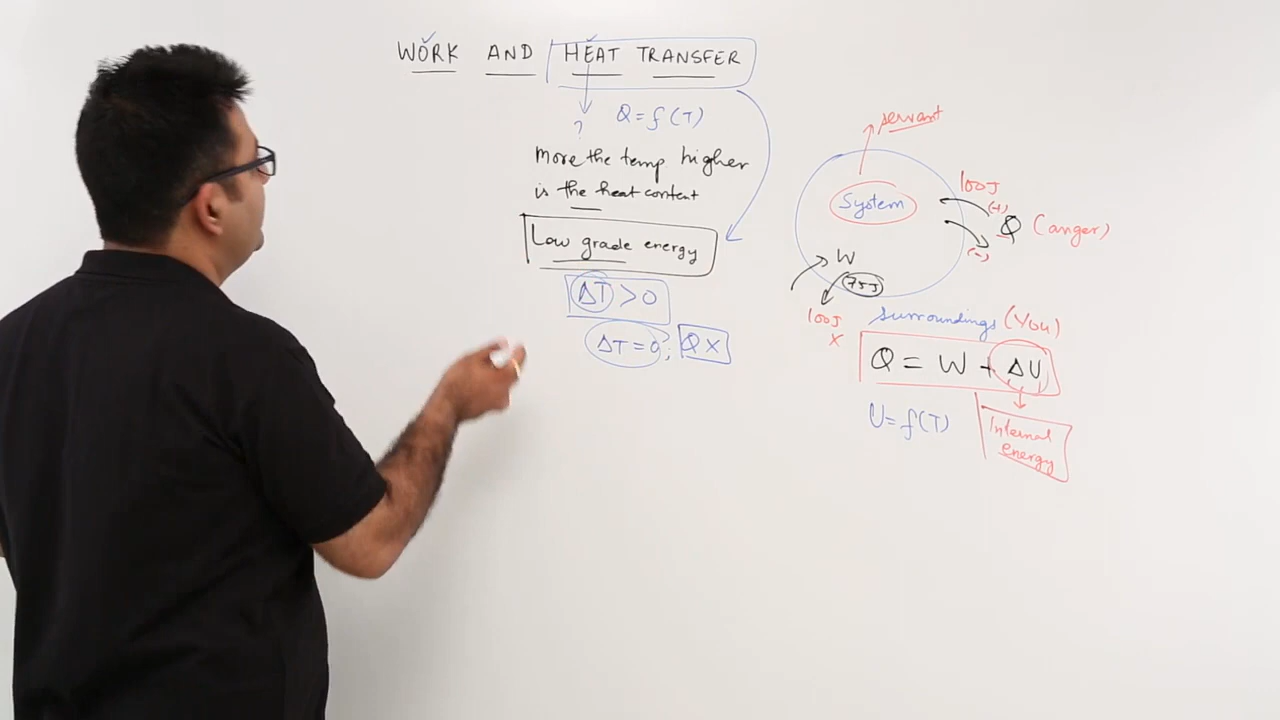 WORK AND HEAT TRANSFER
? Q = f(T)
More the temp higher
is the heat content
Low grade energy
ΔT > 0
ΔT = 0; Q X
servant
System
100J
(+)
Q (anger)
(-)
W
75J
100J
X
surroundings (You)
Q = W + ΔU
U = f(T)
Internal
energy